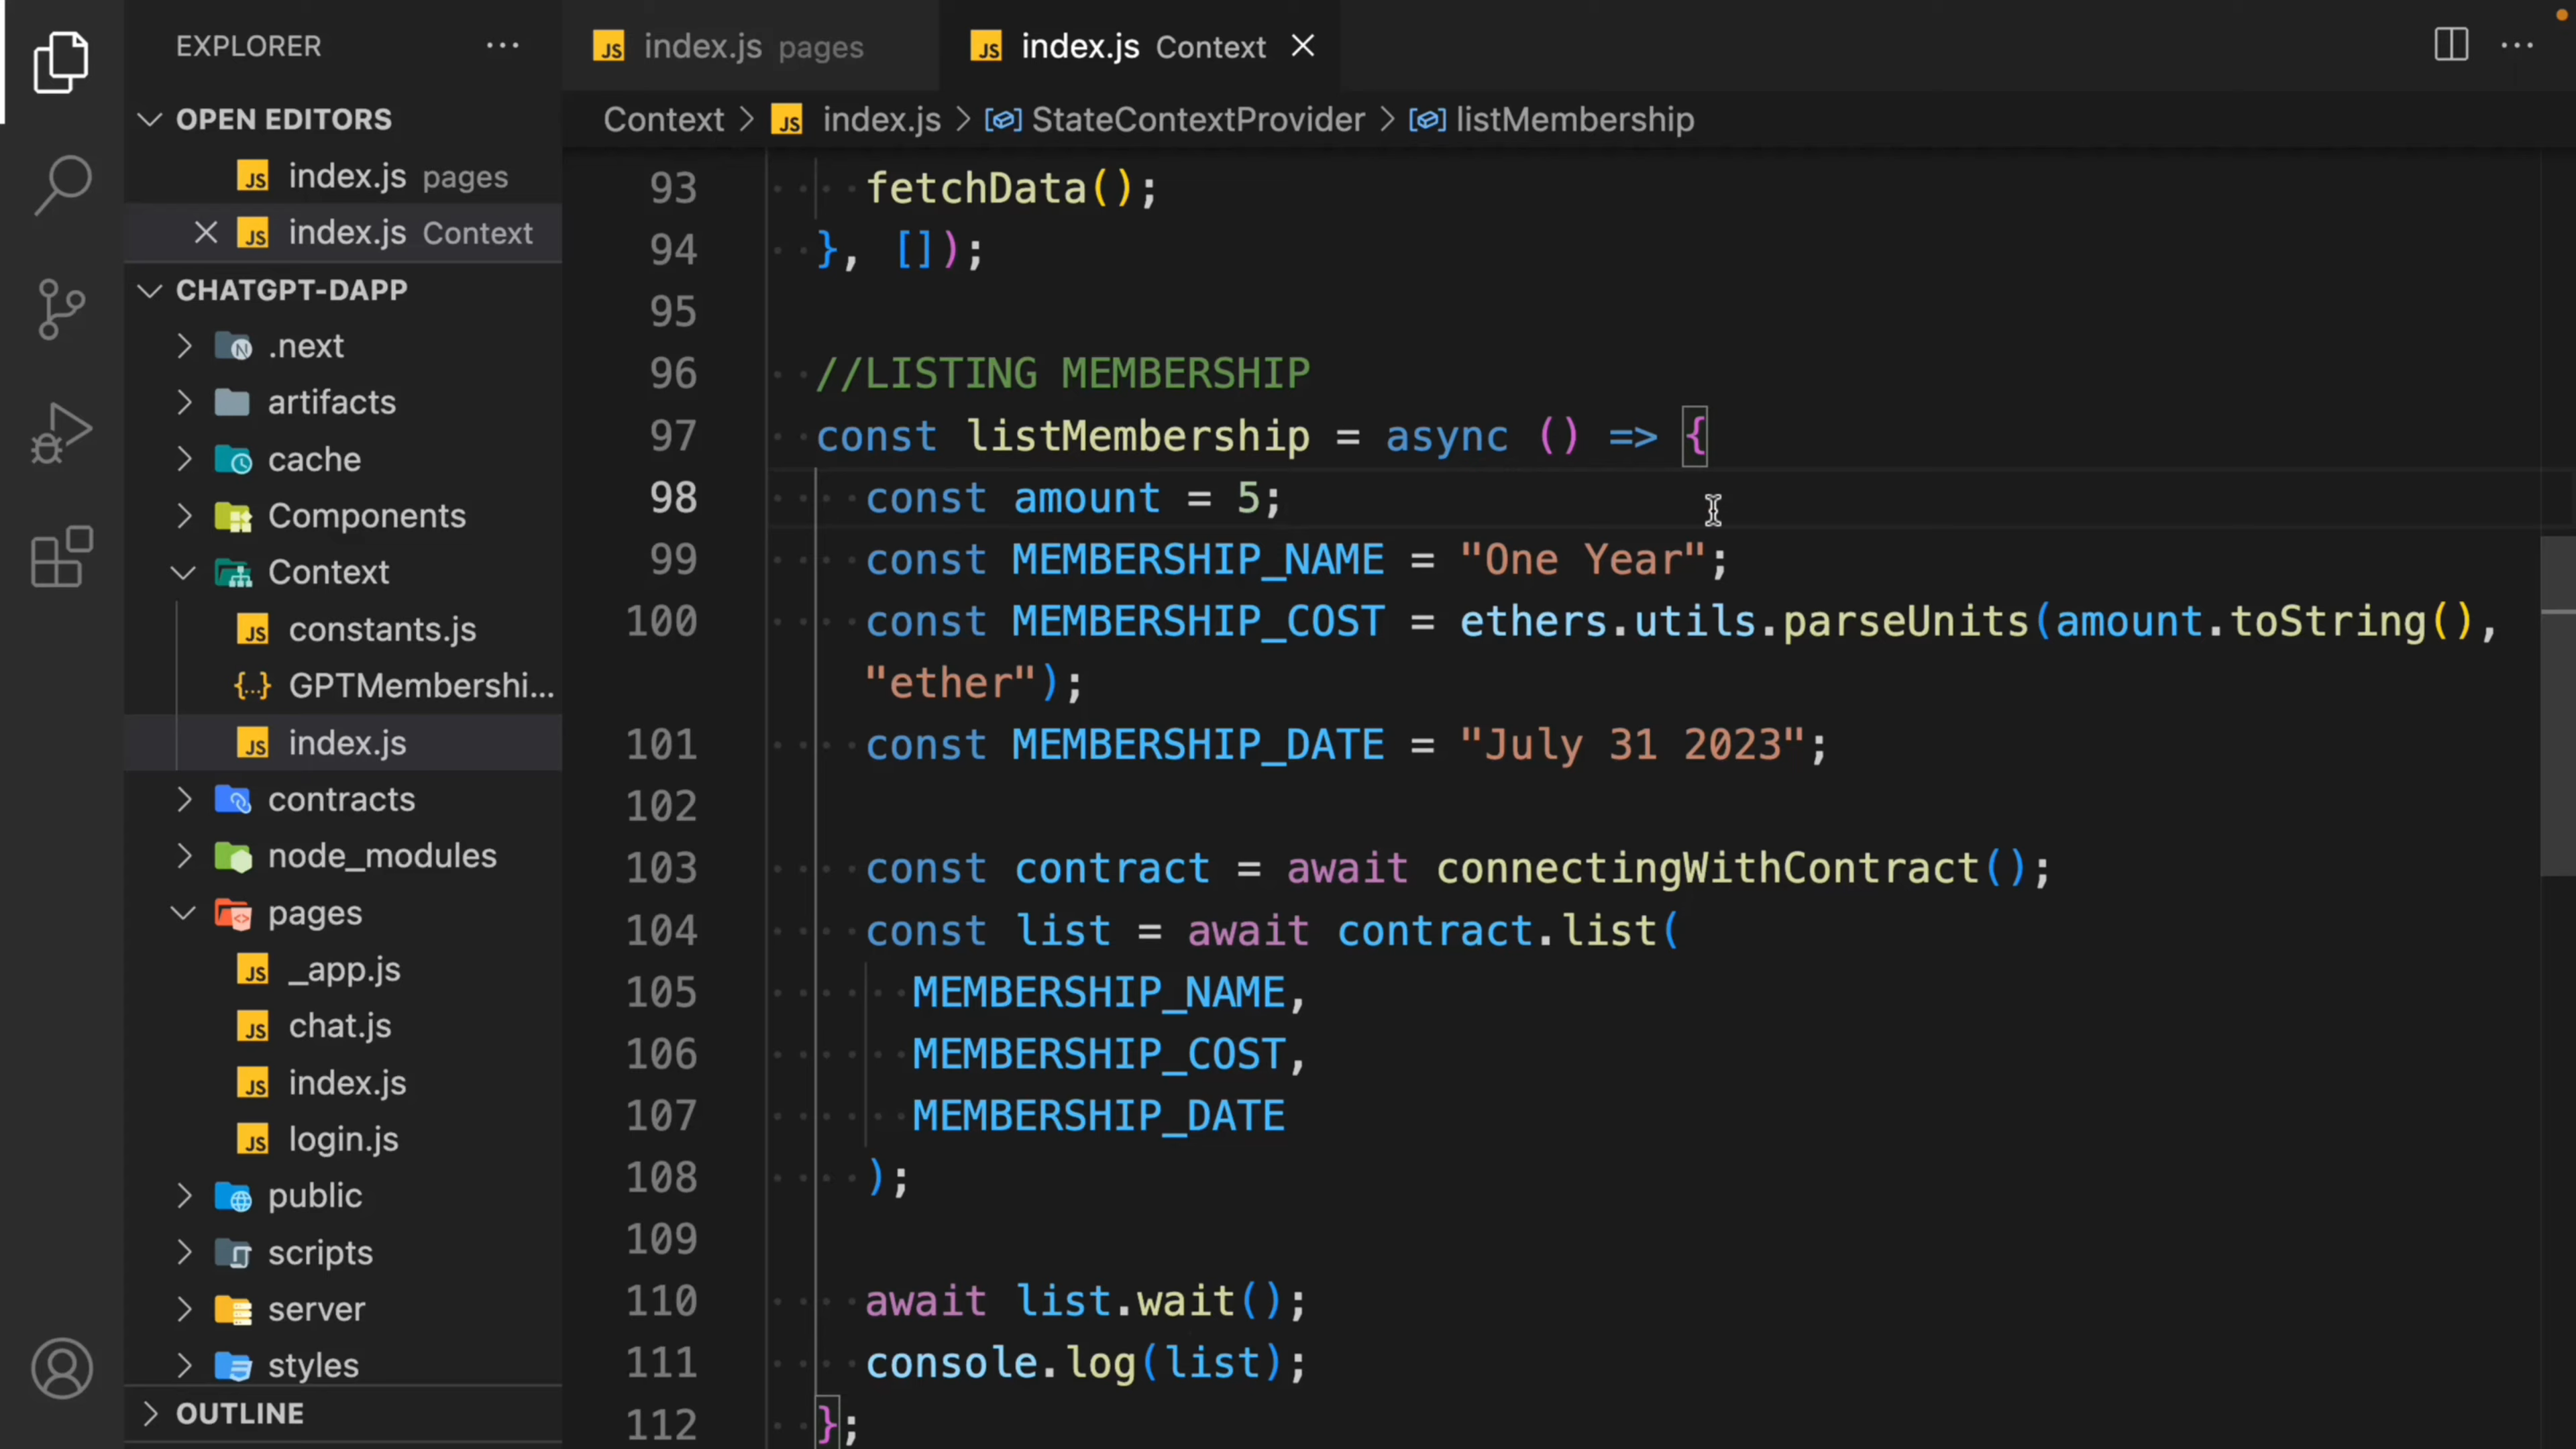 EXPLORER
OPEN EDITORS
index.js pages
index.js Context
CHATGPT-DAPP
.next
artifacts
cache
Components
Context
constants.js
GPTMembershi...
index.js
contracts
node_modules
pages
_app.js
chat.js
index.js
login.js
public
scripts
server
styles
OUTLINE
index.js pages
index.js Context
Context > index.js > StateContextProvider > listMembership
93 fetchData();
94 }, []);
95
96 //LISTING MEMBERSHIP
97 const listMembership = async () => {
98 const amount = 5;
99 const MEMBERSHIP_NAME = "One Year";
100 const MEMBERSHIP_COST = ethers.utils.parseUnits(amount.toString(),
"ether");
101 const MEMBERSHIP_DATE = "July 31 2023";
102
103 const contract = await connectingWithContract();
104 const list = await contract.list(
105 MEMBERSHIP_NAME,
106 MEMBERSHIP_COST,
107 MEMBERSHIP_DATE
108 );
109
110 await list.wait();
111 console.log(list);
112 };